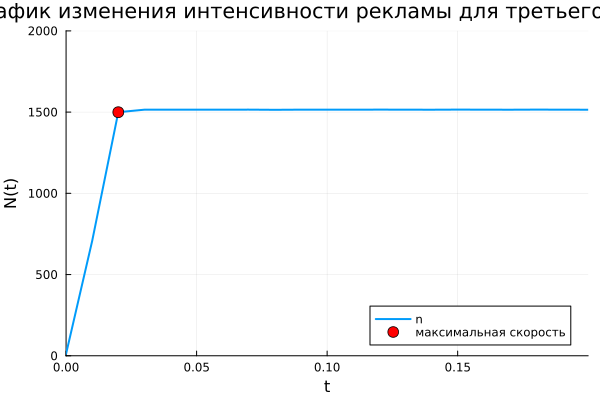 афик изменения интенсивности рекламы для третьего
2000
1500
1000
500
0
N(t)
0.00
0.05
0.10
0.15
t
n
максимальная скорость